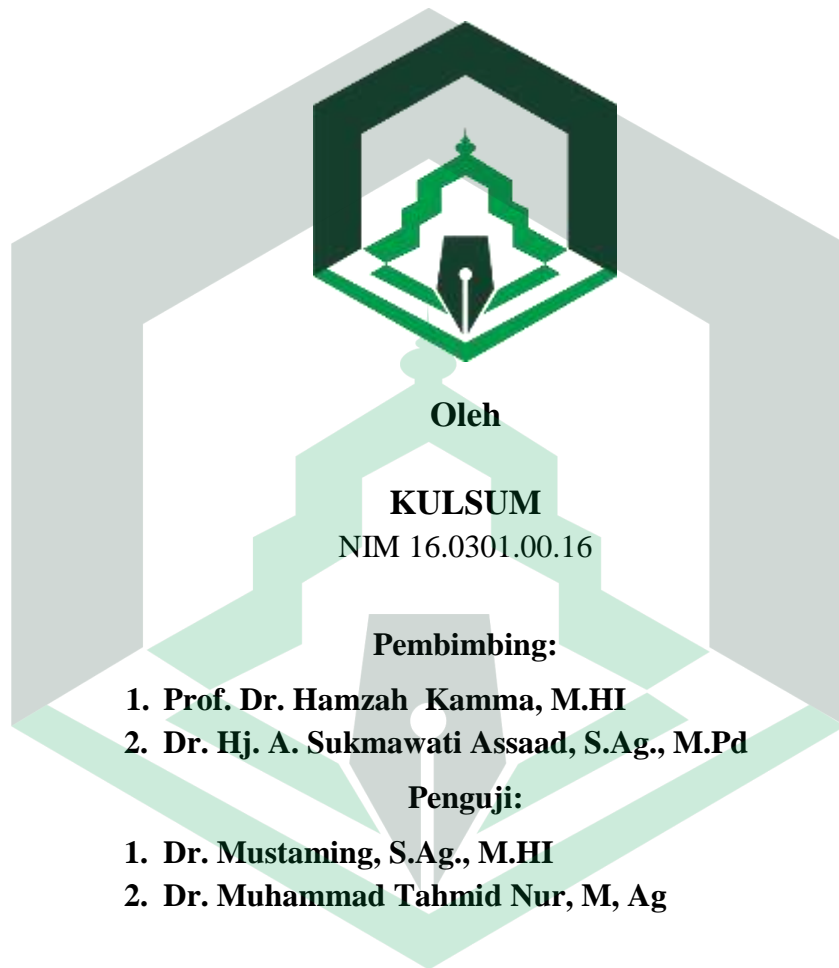 Oleh
KULSUM
NIM 16.0301.00.16
Pembimbing:
1. Prof. Dr. Hamzah Kamma, M.HI
2. Dr. Hj. A. Sukmawati Assaad, S.Ag., M.Pd
Penguji:
1. Dr. Mustaming, S.Ag., M.HI
2. Dr. Muhammad Tahmid Nur, M, Ag